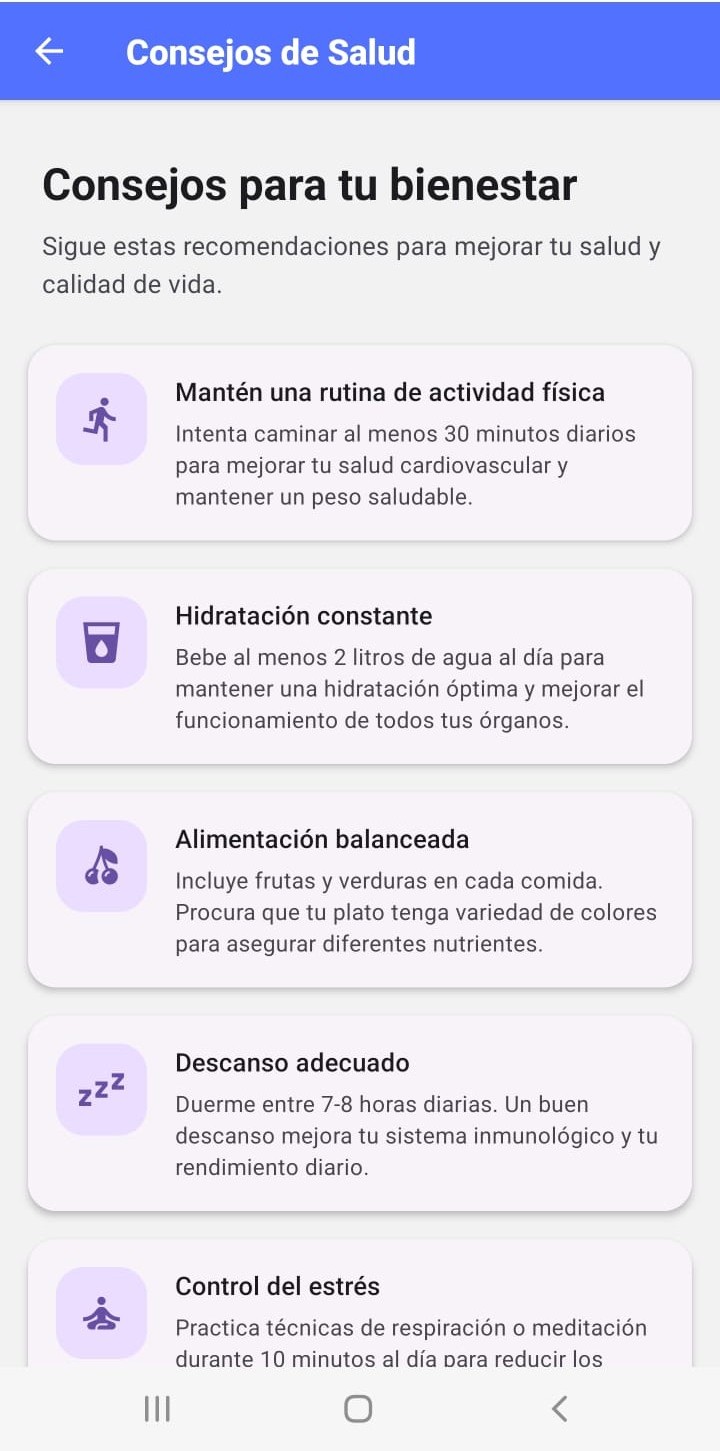 Consejos de Salud
Consejos para tu bienestar
Sigue estas recomendaciones para mejorar tu salud y
calidad de vida.
Mantén una rutina de actividad física
Intenta caminar al menos 30 minutos diarios
para mejorar tu salud cardiovascular y
mantener un peso saludable.
Hidratación constante
Bebe al menos 2 litros de agua al día para
mantener una hidratación óptima y mejorar el
funcionamiento de todos tus órganos.
Alimentación balanceada
Incluye frutas y verduras en cada comida.
Procura que tu plato tenga variedad de colores
para asegurar diferentes nutrientes.
zzz
Descanso adecuado
Duerme entre 7-8 horas diarias. Un buen
descanso mejora tu sistema inmunológico y tu
rendimiento diario.
Control del estrés
Practica técnicas de respiración o meditación
durante 10 minutos al día para reducir los